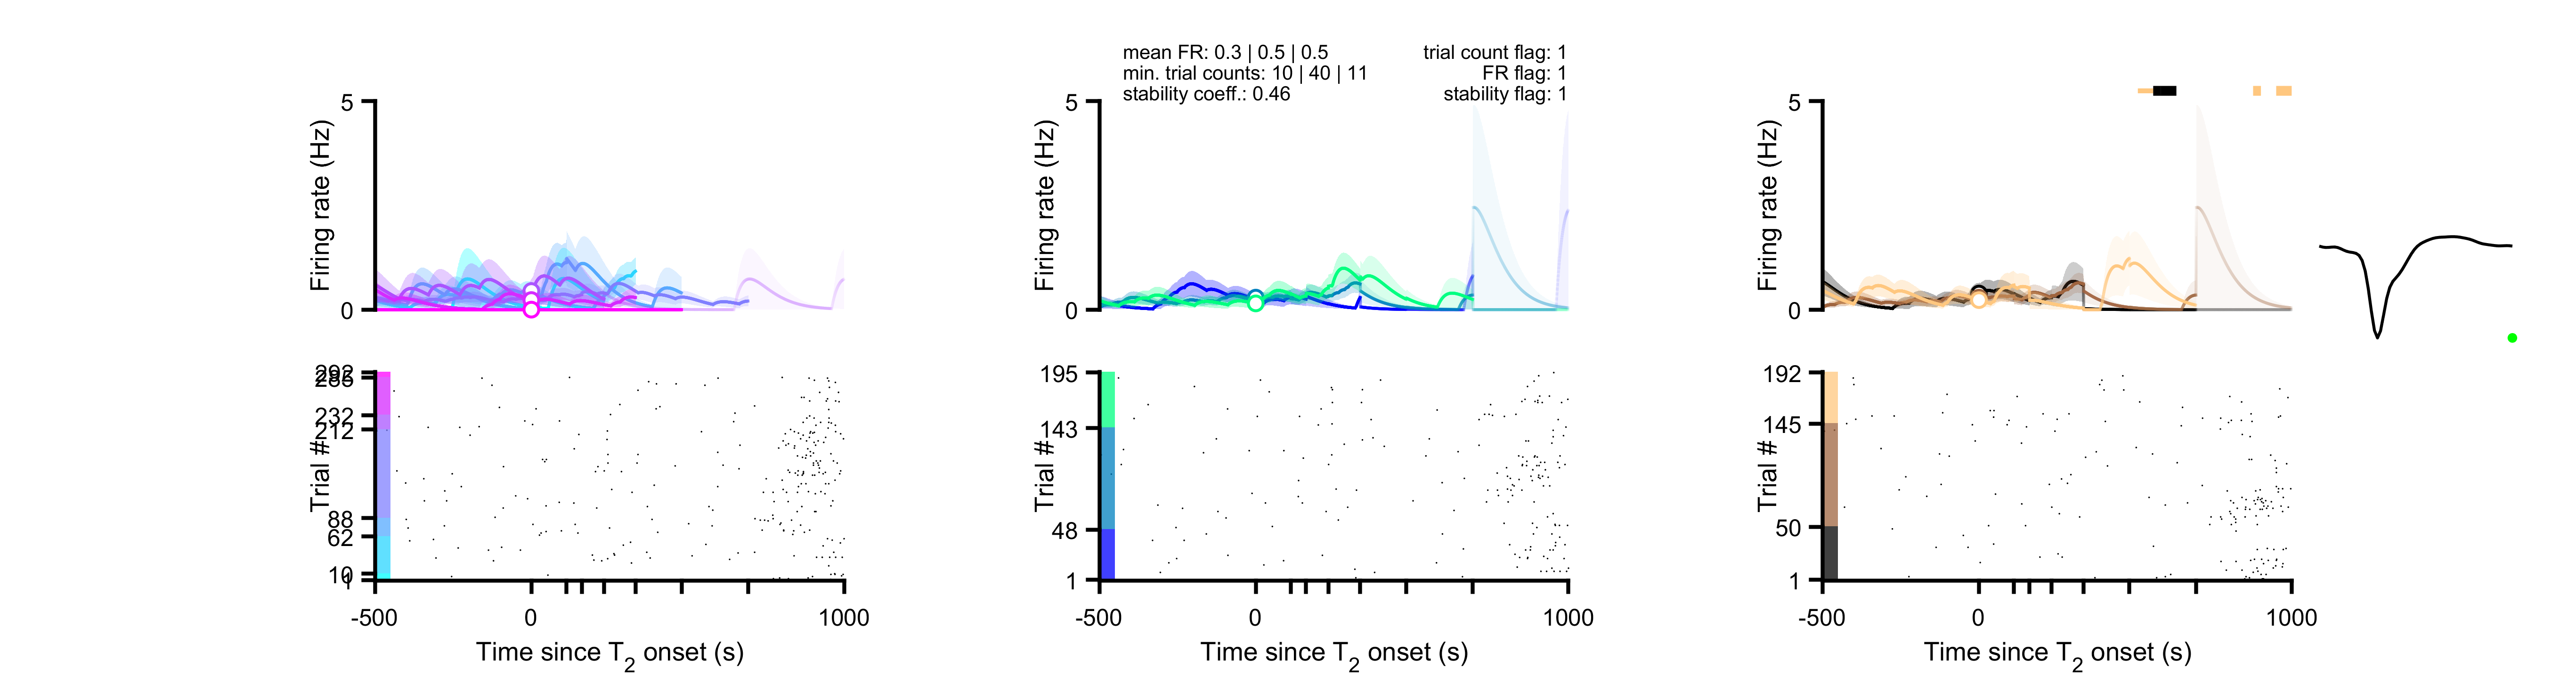 mean FR: 0.3 | 0.5 | 0.5
min. trial counts: 10 | 40 | 11
stability coeff.: 0.46
trial count flag: 1
FR flag: 1
stability flag: 1
5
0
Firing rate (Hz)
5
0
Firing rate (Hz)
5
0
Firing rate (Hz)
232
212
88
62
10
1
Trial #
-500
0
1000
Time since T2 onset (s)
195
143
48
1
Trial #
-500
0
1000
Time since T2 onset (s)
192
145
50
1
Trial #
-500
0
1000
Time since T2 onset (s)